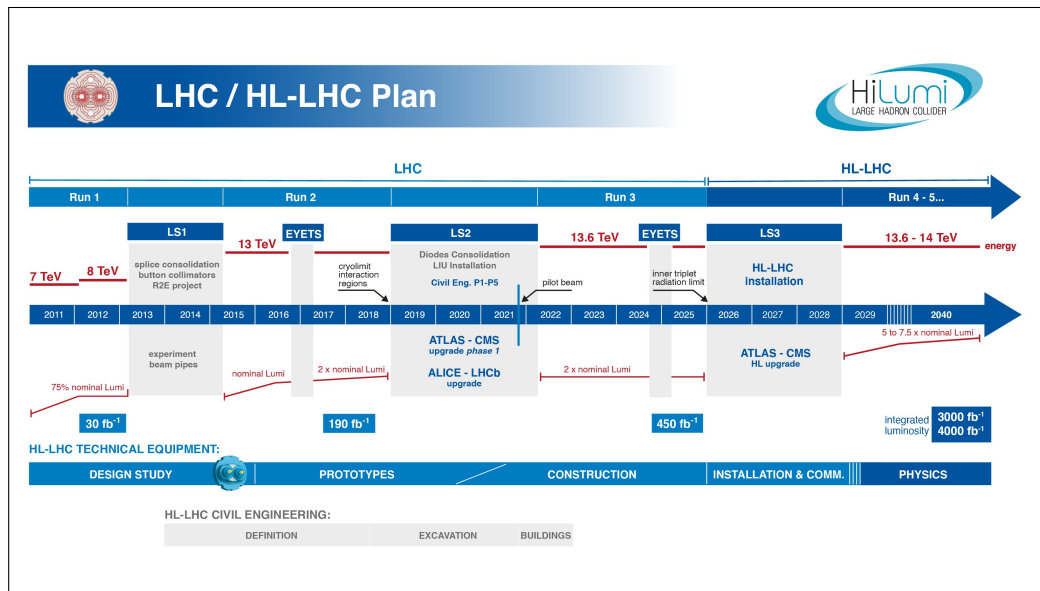 LHC / HL-LHC Plan
HiLumi
LARGE HADRON COLLIDER
LHC
HL-LHC
Run 1
Run 2
Run 3
Run 4 - 5...
LS1
EYETS
LS2
EYETS
LS3
13 TeV
13.6 TeV
13.6 - 14 TeV
energy
7 TeV
8 TeV
splice consolidation
button collimators
R2E project
cryolimit
interaction
regions
Diodes Consolidation
LIU Installation
Civil Eng. P1-P5
pilot beam
inner triplet
radiation limit
HL-LHC
installation
2011
2012
2013
2014
2015
2016
2017
2018
2019
2020
2021
2022
2023
2024
2025
2026
2027
2028
2029
2040
5 to 7.5 x nominal Lumi
experiment
beam pipes
ATLAS - CMS
upgrade phase 1
ALICE - LHCb
upgrade
ATLAS - CMS
HL upgrade
75% nominal Lumi
nominal Lumi
2 x nominal Lumi
2 x nominal Lumi
30 fb-1
190 fb-1
450 fb-1
integrated
luminosity
3000 fb-1
4000 fb-1
HL-LHC TECHNICAL EQUIPMENT:
DESIGN STUDY
PROTOTYPES
CONSTRUCTION
INSTALLATION & COMM.
PHYSICS
HL-LHC CIVIL ENGINEERING:
DEFINITION
EXCAVATION
BUILDINGS